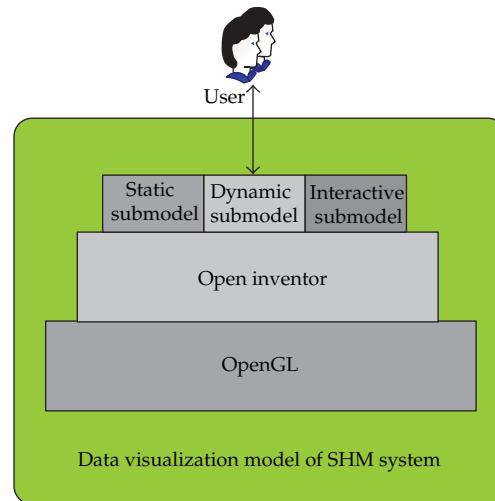 User
Static
submodel
Dynamic
submodel
Interactive
submodel
Open inventor
OpenGL
Data visualization model of SHM system